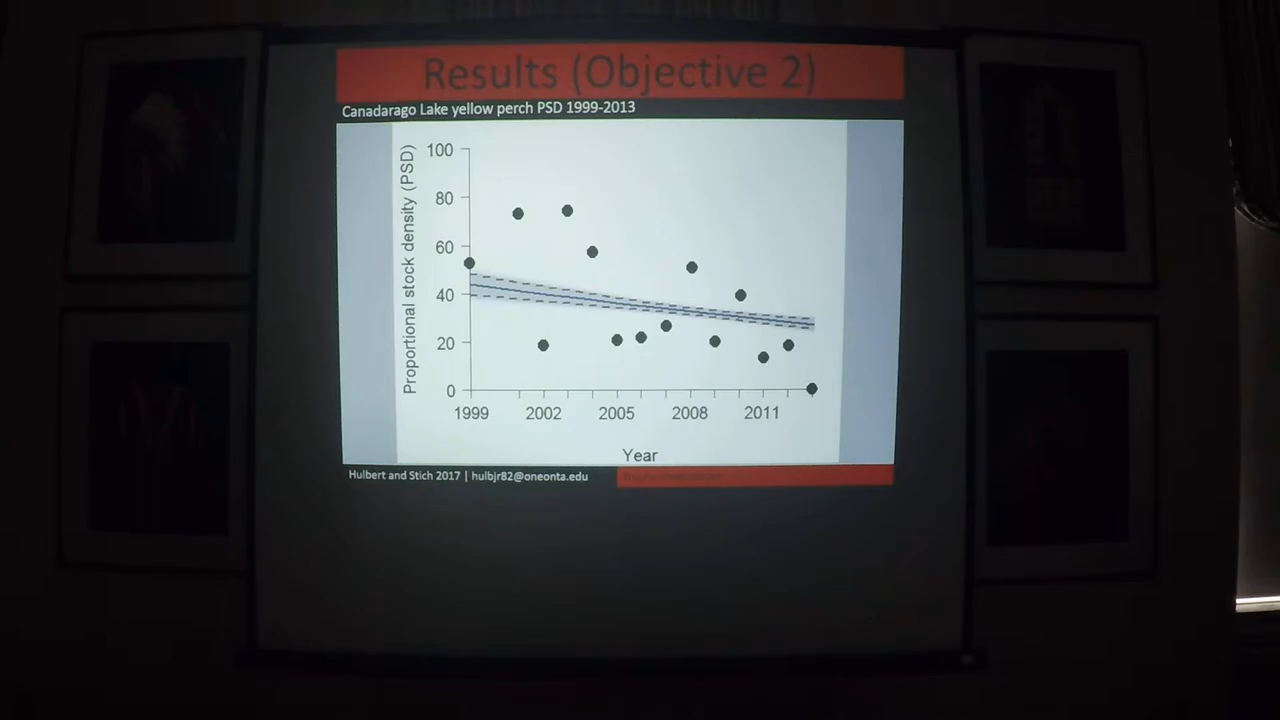 Results (Objective 2)
Canadarago Lake yellow perch PSD 1999-2013
Proportional stock density (PSD)
100
80
60
40
20
0
1999 2002 2005 2008 2011
Year
Hulbert and Stich 2017 | hulbjr82@oneonta.edu